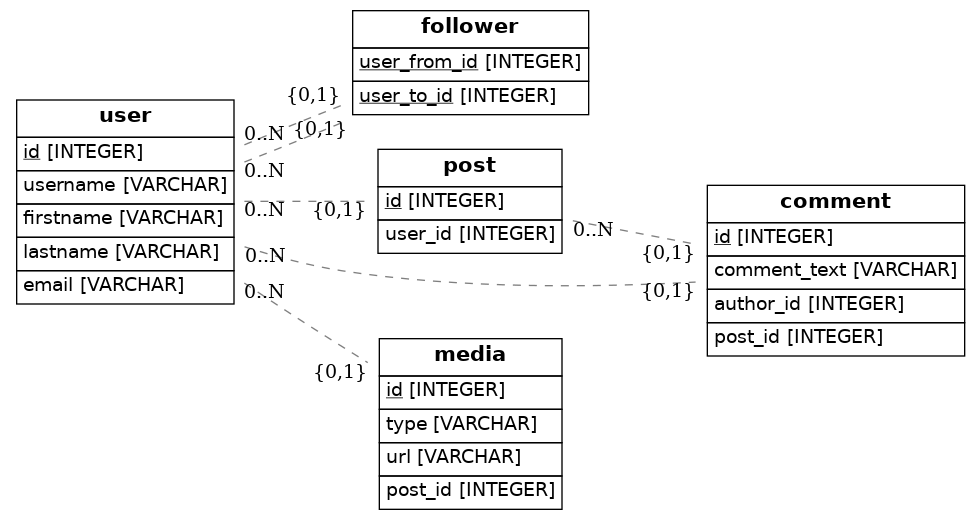 follower
user_from_id [INTEGER]
user_to_id [INTEGER]
user
id [INTEGER]
username [VARCHAR]
firstname [VARCHAR]
lastname [VARCHAR]
email [VARCHAR]
{0,1}
0..N
{0,1}
0..N
0..N
{0,1}
0..N
{0,1}
0..N
{0,1}
0..N
{0,1}
post
id [INTEGER]
user_id [INTEGER]
comment
id [INTEGER]
comment_text [VARCHAR]
author_id [INTEGER]
post_id [INTEGER]
media
id [INTEGER]
type [VARCHAR]
url [VARCHAR]
post_id [INTEGER]